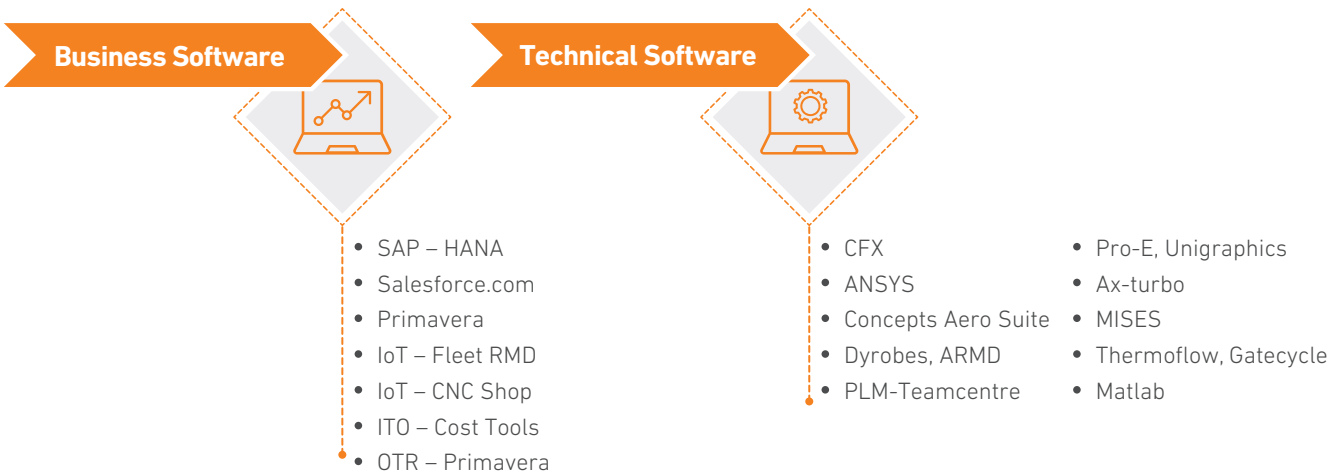 Business Software
• SAP – HANA
• Salesforce.com
• Primavera
• IoT – Fleet RMD
• IoT – CNC Shop
• ITO – Cost Tools
• OTR – Primavera
Technical Software
• CFX
• ANSYS
• Concepts Aero Suite
• Dyrobes, ARMD
• PLM-Teamcentre
• Pro-E, Unigraphics
• Ax-turbo
• MISES
• Thermoflow, Gatecycle
• Matlab